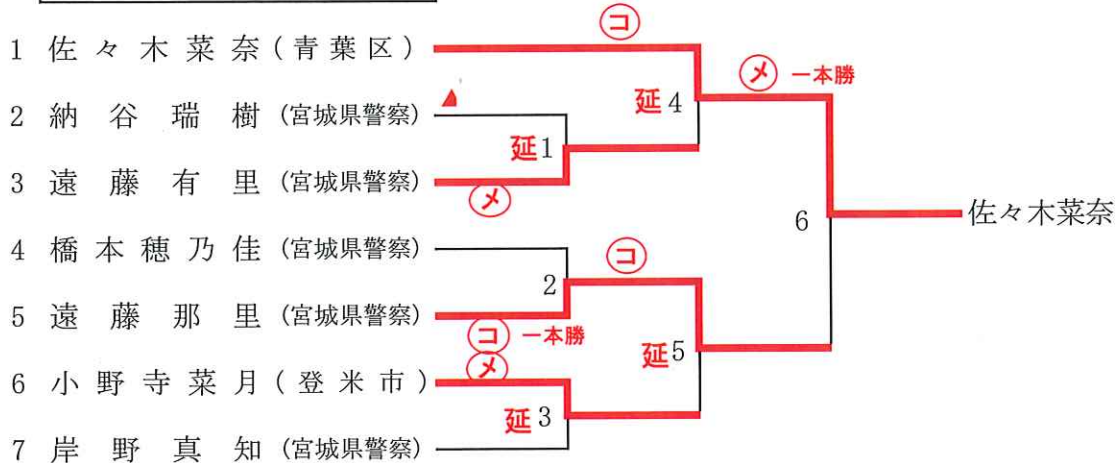 コ
1 佐々木菜奈(青葉区)
メ 一本勝
▲
延 4
2 納谷瑞樹(宮城県警察)
延 1
3 遠藤有里(宮城県警察)
メ
6 佐々木菜奈
4 橋本穂乃佳(宮城県警察)
コ
2
5 遠藤那里(宮城県警察)
コ 一本勝
延 5
メ
6 小野寺菜月(登米市)
延 3
7 岸野真知(宮城県警察)